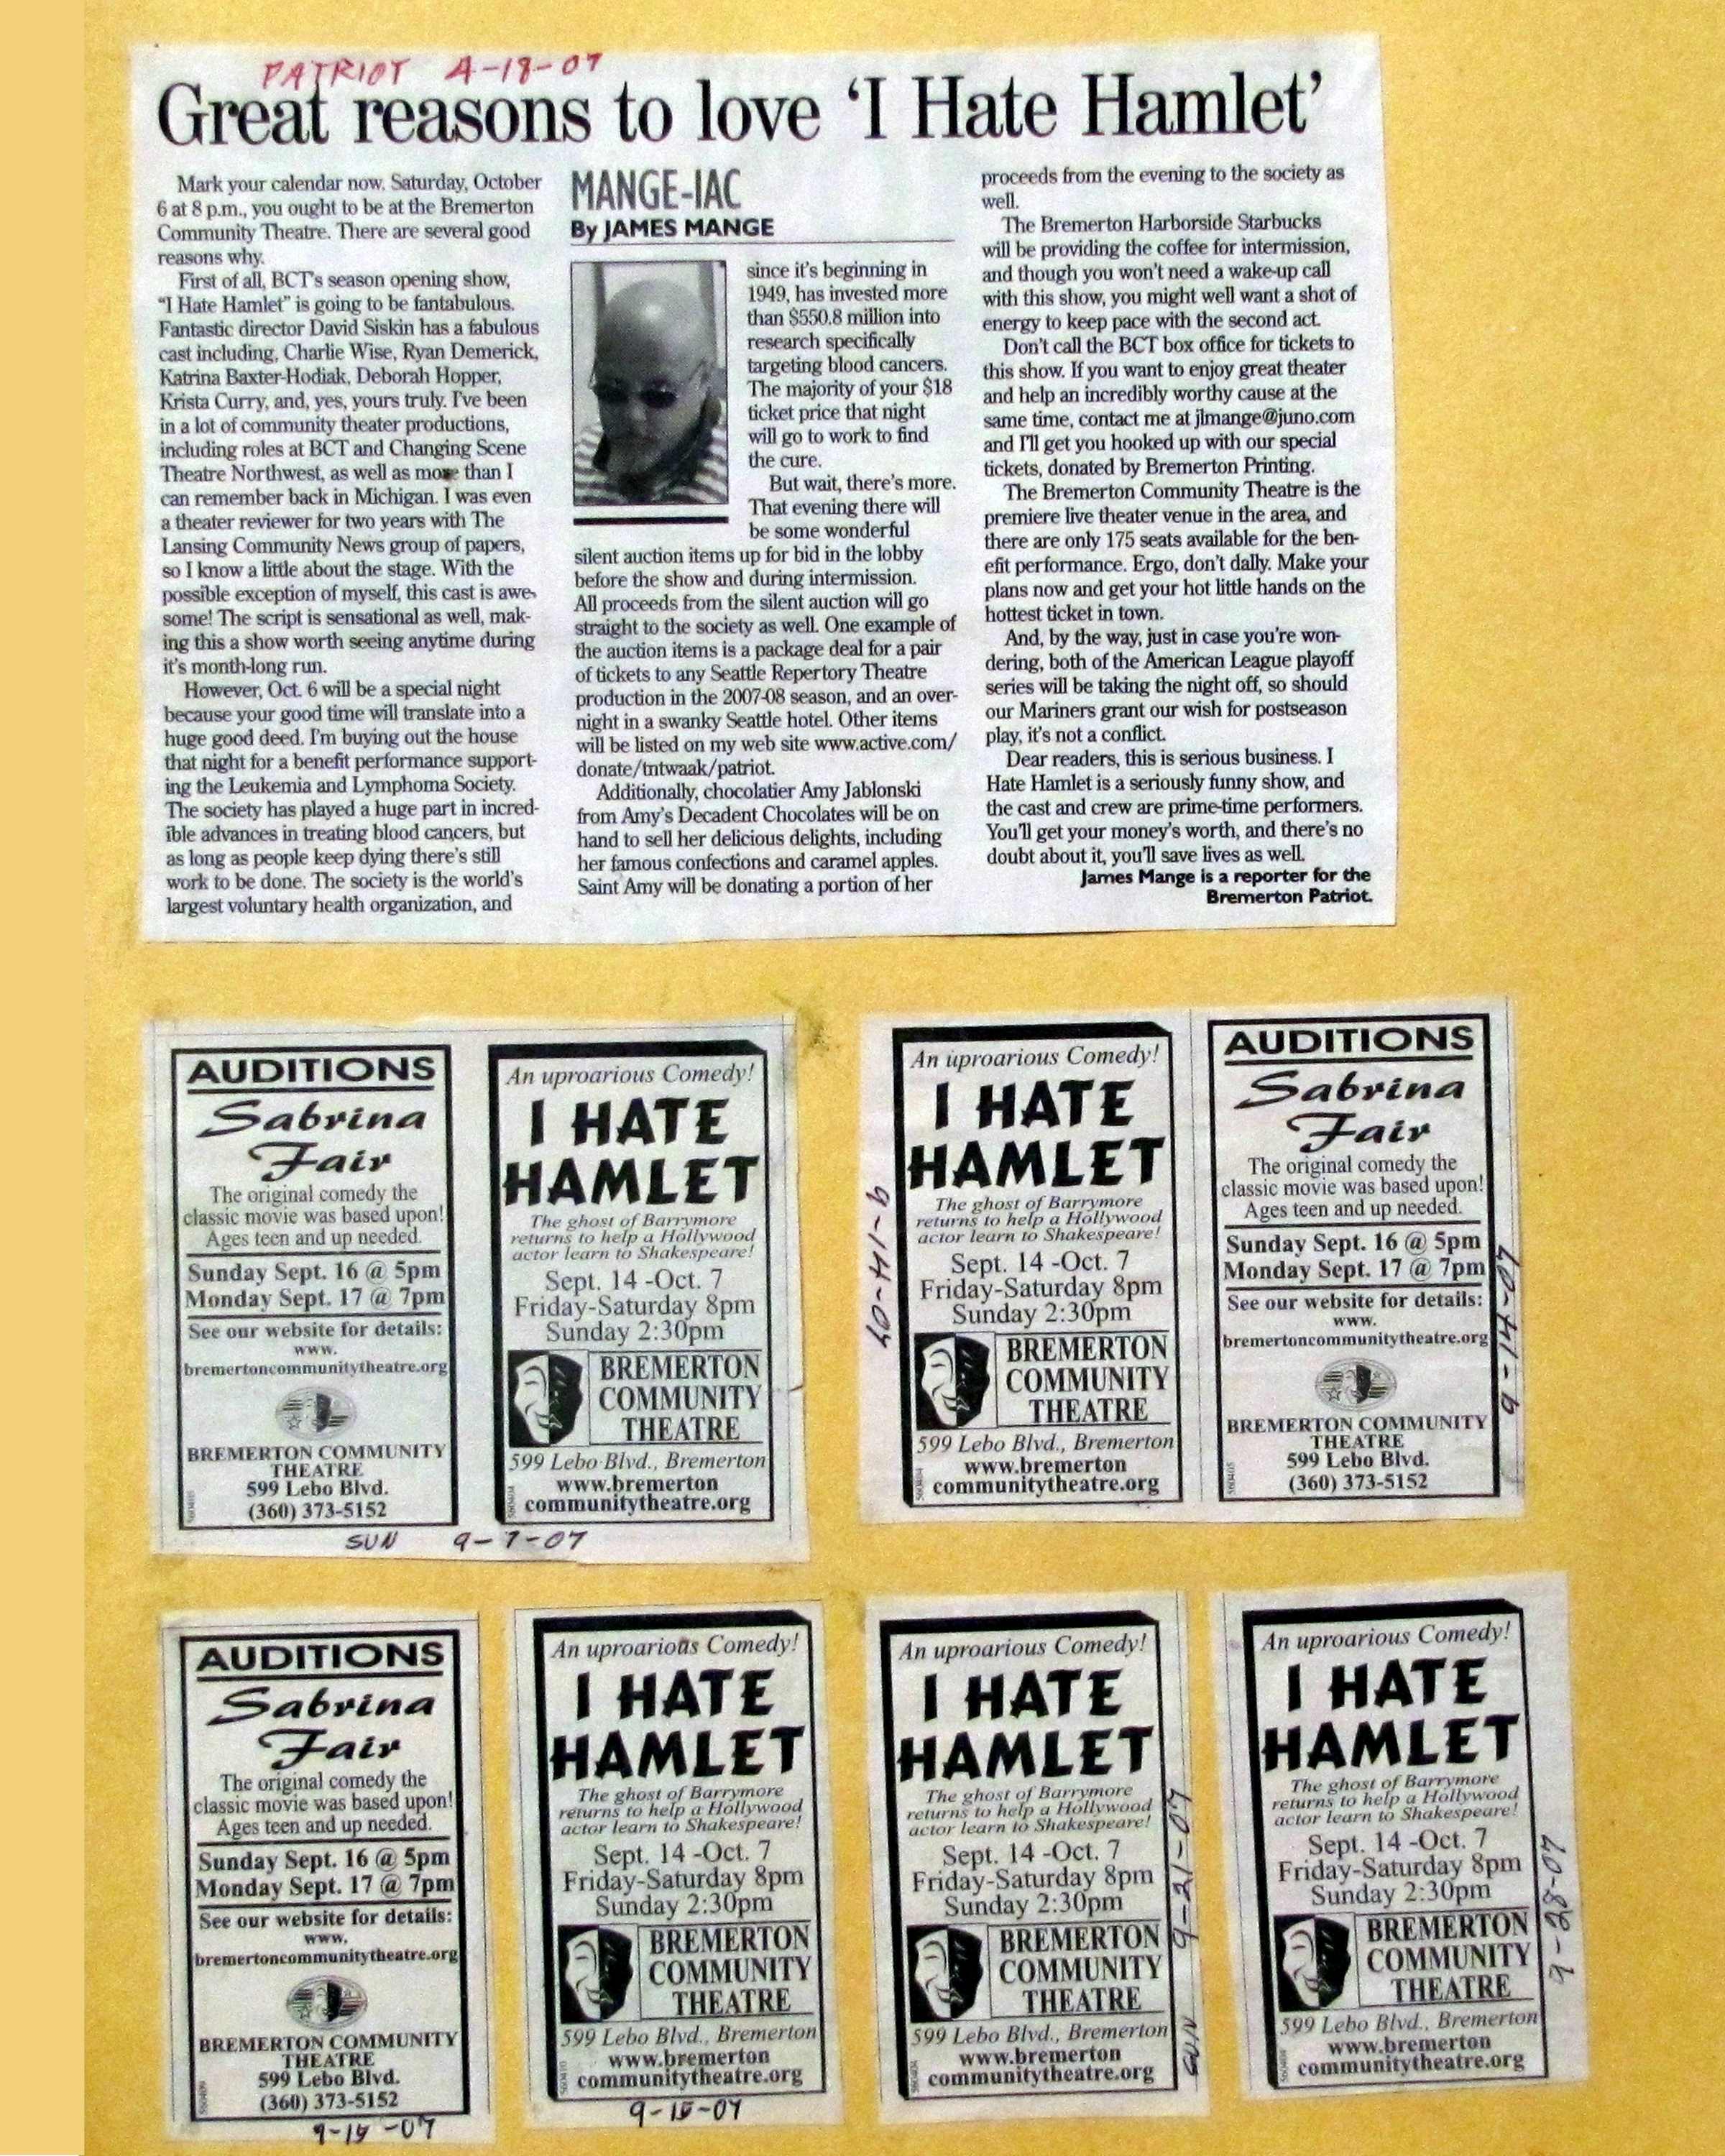 PATRIOT 4-18-07
Great reasons to love ‘I Hate Hamlet’
Mark your calendar now. Saturday, October
6 at 8 p.m., you ought to be at the Bremerton
Community Theatre. There are several good
reasons why.
First of all, BCT's season opening show,
“I Hate Hamlet” is going to be fantabulous.
Fantastic director David Siskin has a fabulous
cast including, Charlie Wise, Ryan Demerick,
Katrina Baxter-Hodiak, Deborah Hopper,
Krista Curry, and, yes, yours truly. I've been
in a lot of community theater productions,
including roles at BCT and Changing Scene
Theatre Northwest, as well as more than I
can remember back in Michigan. I was even
a theater reviewer for two years with The
Lansing Community News group of papers,
so I know a little about the stage. With the
possible exception of myself, this cast is awe-
some! The script is sensational as well, mak-
ing this a show worth seeing anytime during
it's month-long run.
However, Oct. 6 will be a special night
because your good time will translate into a
huge good deed. I'm buying out the house
that night for a benefit performance support-
ing the Leukemia and Lymphoma Society.
The society has played a huge part in incred-
ible advances in treating blood cancers, but
as long as people keep dying there's still
work to be done. The society is the world's
largest voluntary health organization, and
MANGE-IAC
By JAMES MANGE
since it's beginning in
1949, has invested more
than $550.8 million into
research specifically
targeting blood cancers.
The majority of your $18
ticket price that night
will go to work to find
the cure.
But wait, there's more.
That evening there will
be some wonderful
silent auction items up for bid in the lobby
before the show and during intermission.
All proceeds from the silent auction will go
straight to the society as well. One example of
the auction items is a package deal for a pair
of tickets to any Seattle Repertory Theatre
production in the 2007-08 season, and an over-
night in a swanky Seattle hotel. Other items
will be listed on my web site www.active.com/
donate/tntwaak/patriot.
Additionally, chocolatier Amy Jablonski
from Amy's Decadent Chocolates will be on
hand to sell her delicious delights, including
her famous confections and caramel apples.
Saint Amy will be donating a portion of her
proceeds from the evening to the society as
well.
The Bremerton Harborside Starbucks
will be providing the coffee for intermission,
and though you won't need a wake-up call
with this show, you might well want a shot of
energy to keep pace with the second act.
Don't call the BCT box office for tickets to
this show. If you want to enjoy great theater
and help an incredibly worthy cause at the
same time, contact me at jlmange@juno.com
and I'll get you hooked up with our special
tickets, donated by Bremerton Printing.
The Bremerton Community Theatre is the
premiere live theater venue in the area, and
there are only 175 seats available for the ben-
efit performance. Ergo, don't dally. Make your
plans now and get your hot little hands on the
hottest ticket in town.
And, by the way, just in case you're won-
dering, both of the American League playoff
series will be taking the night off, so should
our Mariners grant our wish for postseason
play, it's not a conflict.
Dear readers, this is serious business. I
Hate Hamlet is a seriously funny show, and
the cast and crew are prime-time performers.
You'll get your money's worth, and there's no
doubt about it, you'll save lives as well.
James Mange is a reporter for the
Bremerton Patriot.
AUDITIONS
Sabrina
Fair
The original comedy the
classic movie was based upon!
Ages teen and up needed.
Sunday Sept. 16 @ 5pm
Monday Sept. 17 @ 7pm
See our website for details:
www.
bremertoncommunitytheatre.org
BREMERTON COMMUNITY
THEATRE
599 Lebo Blvd.
(360) 373-5152
An uproarious Comedy!
I HATE
HAMLET
The ghost of Barrymore
returns to help a Hollywood
actor learn to Shakespeare!
Sept. 14 -Oct. 7
Friday-Saturday 8pm
Sunday 2:30pm
BREMERTON
COMMUNITY
THEATRE
599 Lebo Blvd., Bremerton
www.bremerton
communitytheatre.org
SUN 9-7-07
9-14-07
An uproarious Comedy!
I HATE
HAMLET
The ghost of Barrymore
returns to help a Hollywood
actor learn to Shakespeare!
Sept. 14 -Oct. 7
Friday-Saturday 8pm
Sunday 2:30pm
BREMERTON
COMMUNITY
THEATRE
599 Lebo Blvd., Bremerton
www.bremerton
communitytheatre.org
AUDITIONS
Sabrina
Fair
The original comedy the
classic movie was based upon!
Ages teen and up needed.
Sunday Sept. 16 @ 5pm
Monday Sept. 17 @ 7pm
See our website for details:
www.
bremertoncommunitytheatre.org
BREMERTON COMMUNITY
THEATRE
599 Lebo Blvd.
(360) 373-5152
9-14-07
AUDITIONS
Sabrina
Fair
The original comedy the
classic movie was based upon!
Ages teen and up needed.
Sunday Sept. 16 @ 5pm
Monday Sept. 17 @ 7pm
See our website for details:
www.
bremertoncommunitytheatre.org
BREMERTON COMMUNITY
THEATRE
599 Lebo Blvd.
(360) 373-5152
An uproarious Comedy!
I HATE
HAMLET
The ghost of Barrymore
returns to help a Hollywood
actor learn to Shakespeare!
Sept. 14 -Oct. 7
Friday-Saturday 8pm
Sunday 2:30pm
BREMERTON
COMMUNITY
THEATRE
599 Lebo Blvd., Bremerton
www.bremerton
communitytheatre.org
An uproarious Comedy!
I HATE
HAMLET
The ghost of Barrymore
returns to help a Hollywood
actor learn to Shakespeare!
Sept. 14 -Oct. 7
Friday-Saturday 8pm
Sunday 2:30pm
BREMERTON
COMMUNITY
THEATRE
599 Lebo Blvd., Bremerton
www.bremerton
communitytheatre.org
SUN 9-21-07
An uproarious Comedy!
I HATE
HAMLET
The ghost of Barrymore
returns to help a Hollywood
actor learn to Shakespeare!
Sept. 14 -Oct. 7
Friday-Saturday 8pm
Sunday 2:30pm
BREMERTON
COMMUNITY
THEATRE
599 Lebo Blvd., Bremerton
www.bremerton
communitytheatre.org
9-28-07